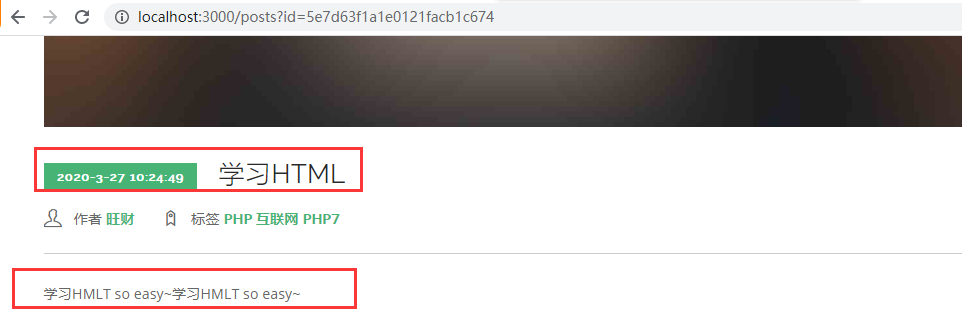 localhost:3000/posts?id=5e7d63f1a1e0121facb1c674
2020-3-27 10:24:49 学习HTML
作者 旺财 标签 PHP 互联网 PHP7
学习HMLT so easy~学习HMLT so easy~